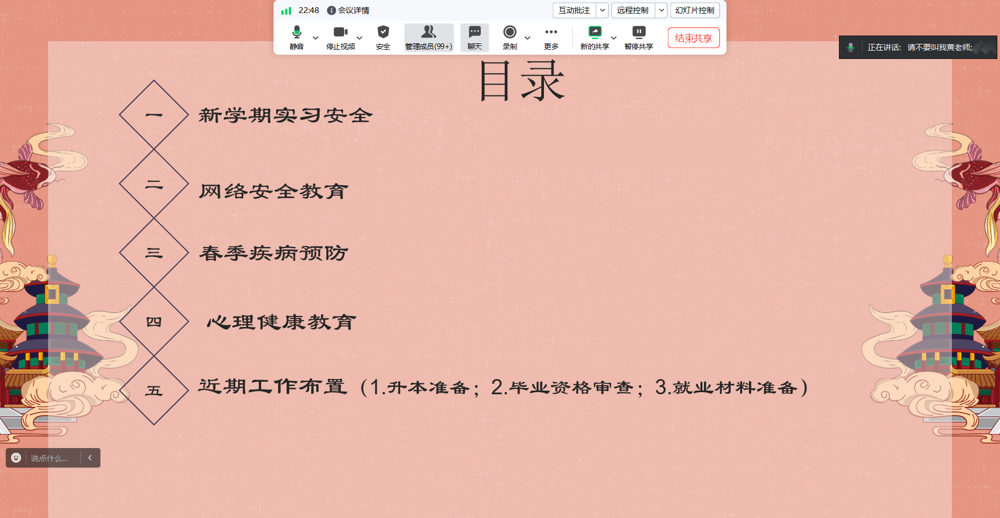 22:48 会议详情 互动批注 远程控制 幻灯片控制
静音 停止视频 安全 管理成员(99+) 聊天 录制 更多 新的共享 暂停共享 结束共享
正在讲话: 请不要叫我黄老师;
目录
一 新学期实习安全
二 网络安全教育
三 春季疾病预防
四 心理健康教育
五 近期工作布置（1.升本准备；2.毕业资格审查；3.就业材料准备）
说点什么...